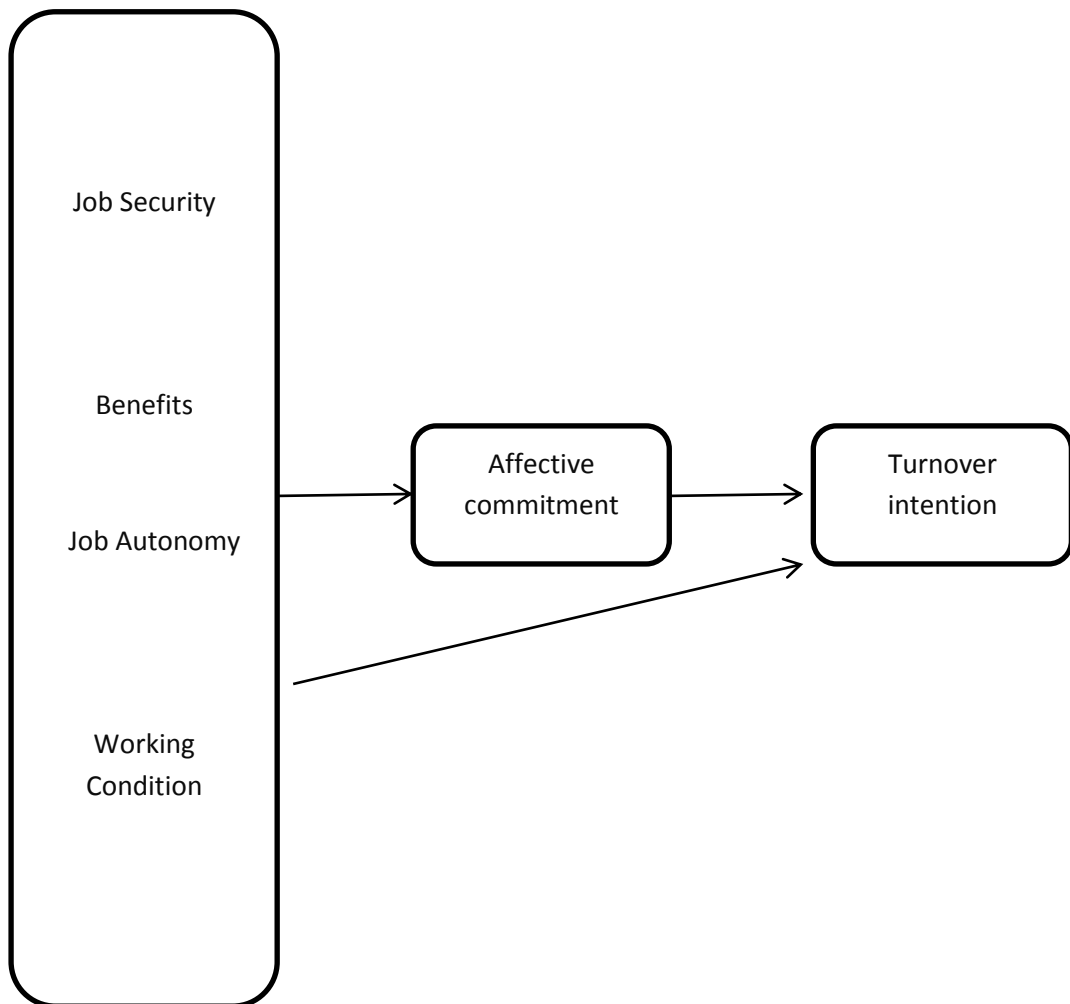 Job Security
Benefits
Job Autonomy
Working
Condition
Affective
commitment
Turnover
intention